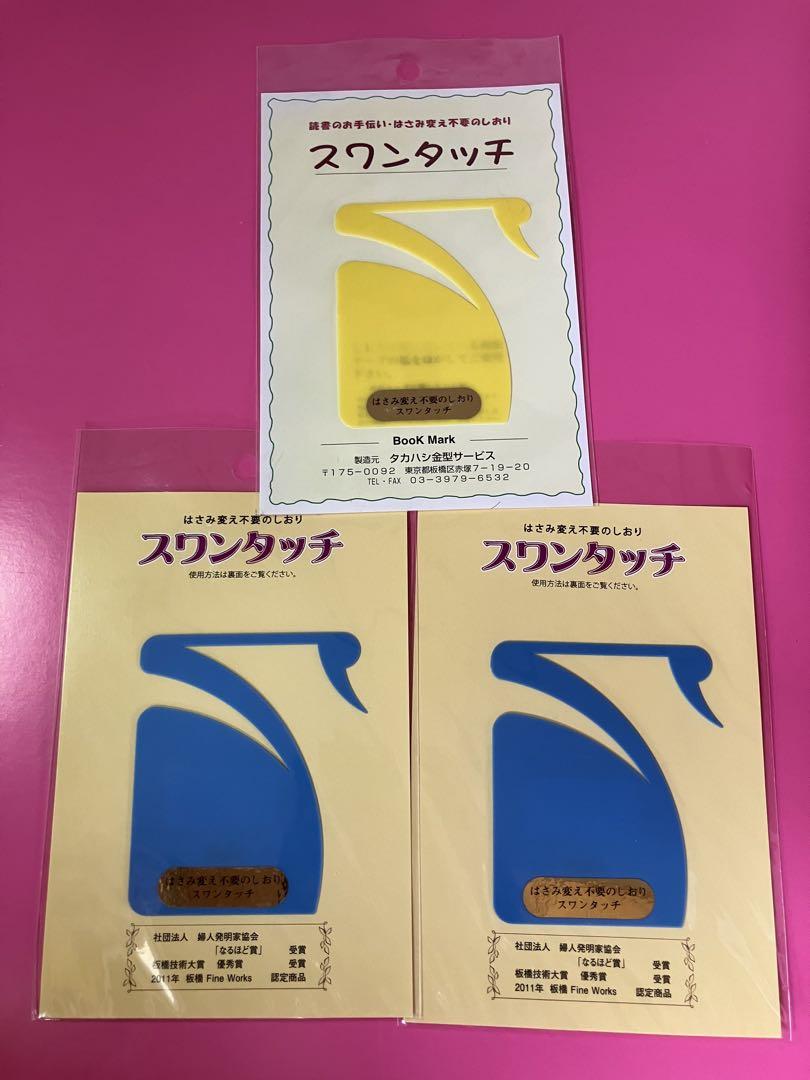 読書のお手伝い・はさみ変え不要のしおり
スワンタッチ
はさみ変え不要のしおり
スワンタッチ
BooK Mark
製造元 タカハシ金型サービス
〒175-0092 東京都板橋区赤塚7-19-20
TEL・FAX 03-3979-6532
はさみ変え不要のしおり
スワンタッチ
使用方法は裏面をご覧ください。
はさみ変え不要のしおり
スワンタッチ
社団法人 婦人発明家協会
「なるほど賞」 受賞
板橋技術大賞 優秀賞 受賞
2011年 板橋 Fine Works 認定商品
はさみ変え不要のしおり
スワンタッチ
使用方法は裏面をご覧ください。
はさみ変え不要のしおり
スワンタッチ
社団法人 婦人発明家協会
「なるほど賞」 受賞
板橋技術大賞 優秀賞 受賞
2011年 板橋 Fine Works 認定商品